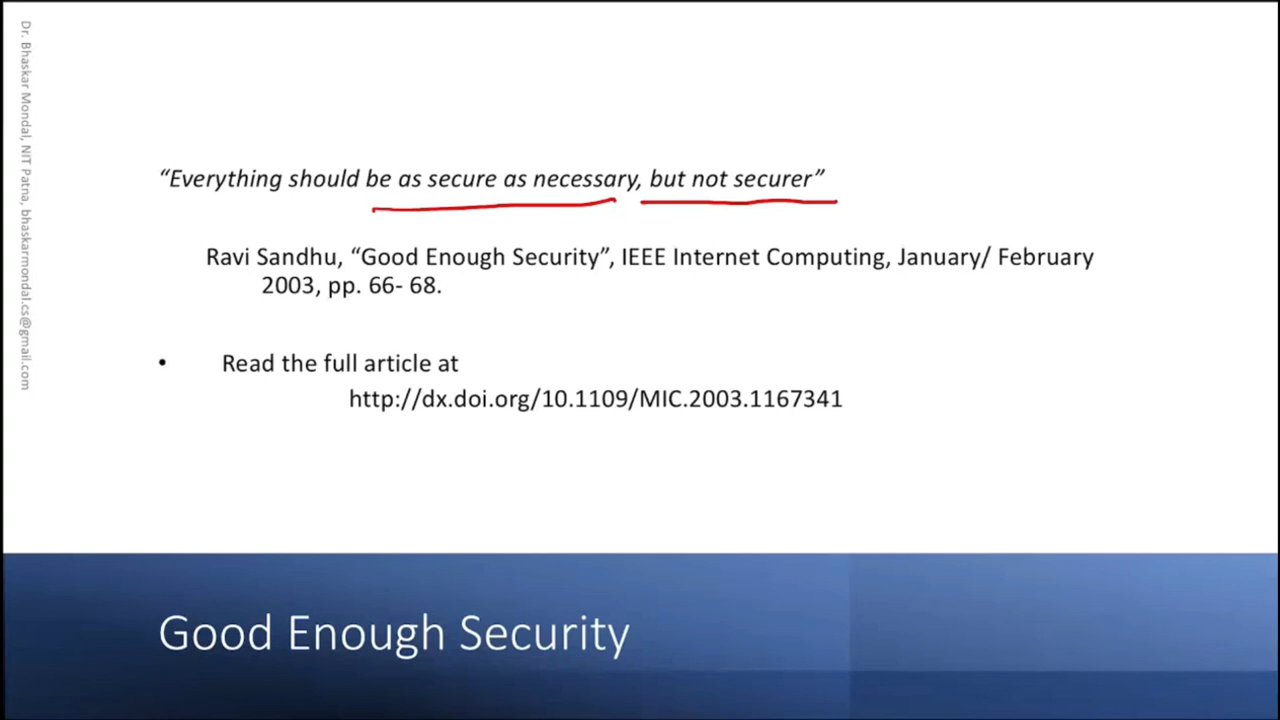 Dr. Bhaskar Mondal, NIT Patna, bhaskarmondal.cs@gmail.com
“Everything should be as secure as necessary, but not securer”
Ravi Sandhu, “Good Enough Security”, IEEE Internet Computing, January/ February
2003, pp. 66- 68.
• Read the full article at
http://dx.doi.org/10.1109/MIC.2003.1167341
Good Enough Security